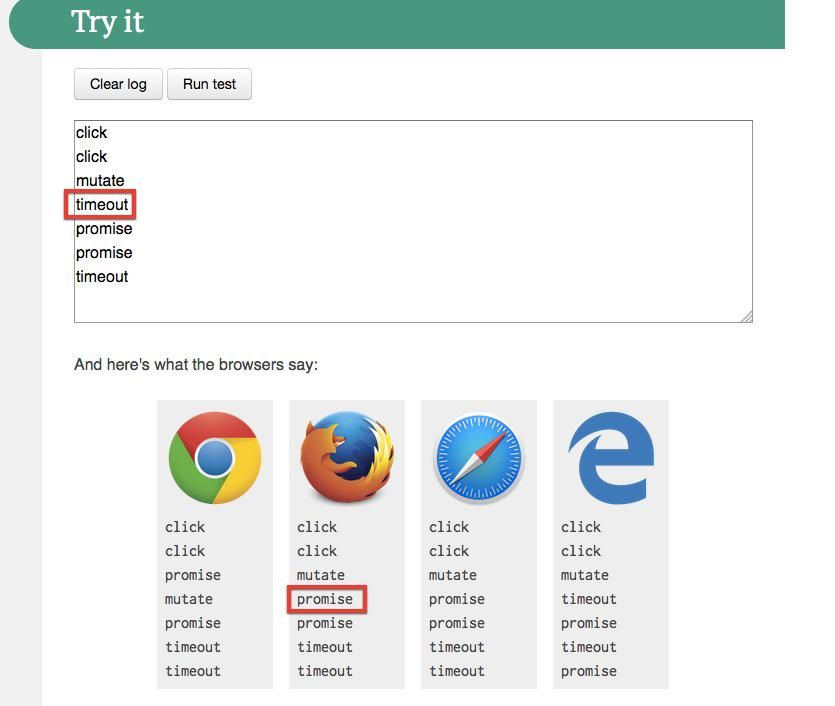 Try it
Clear log Run test
click
click
mutate
timeout
promise
promise
timeout
And here's what the browsers say:
click click click click
click click click click
promise mutate mutate mutate
mutate promise promise timeout
promise promise promise promise
timeout timeout timeout timeout
timeout timeout timeout promise